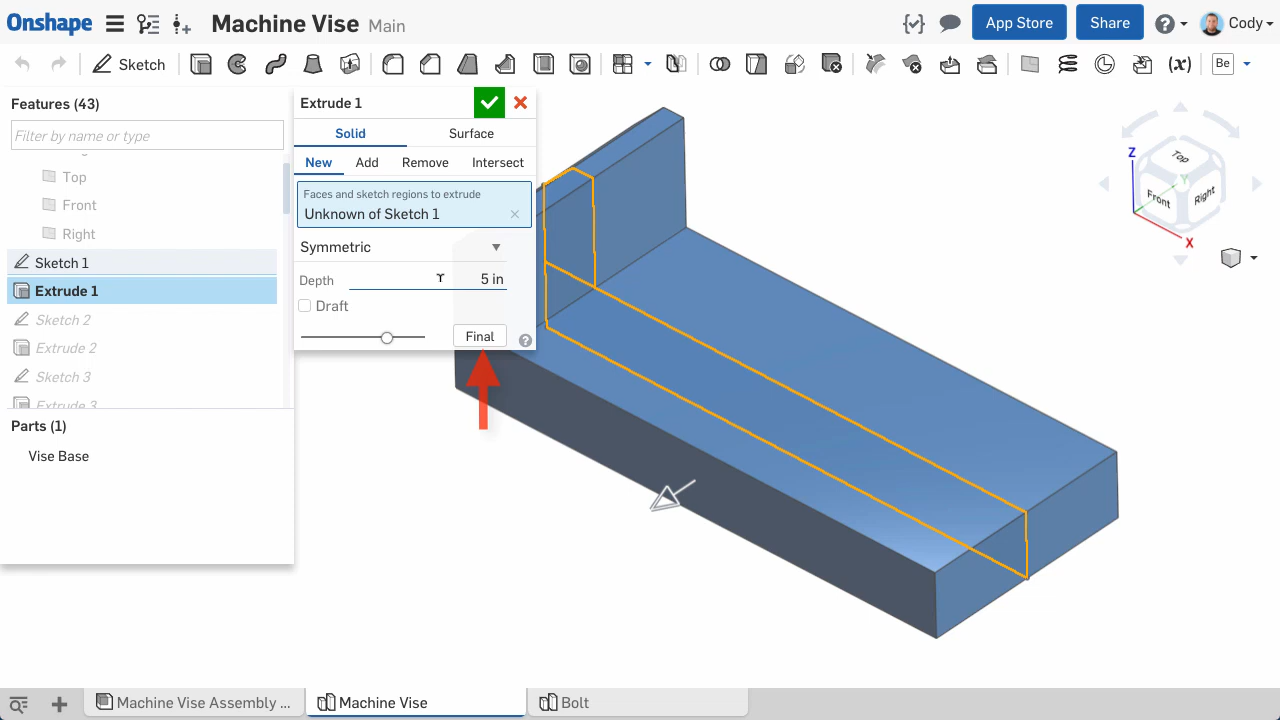 Onshape
Machine Vise Main
App Store
Share
Cody
Sketch
Be
Features (43)
Filter by name or type
Top
Front
Right
Sketch 1
Extrude 1
Sketch 2
Extrude 2
Sketch 3
Extrude 3
Parts (1)
Vise Base
Extrude 1
Solid Surface
New Add Remove Intersect
Faces and sketch regions to extrude
Unknown of Sketch 1
Symmetric
Depth 5 in
Draft
Final
Z
Top
Y
Front
Right
X
Machine Vise Assembly ...
Machine Vise
Bolt